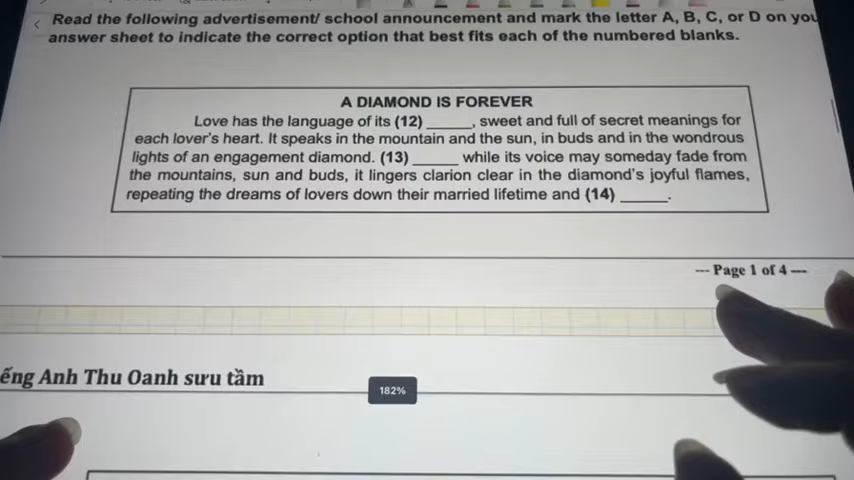 Read the following advertisement/ school announcement and mark the letter A, B, C, or D on you
answer sheet to indicate the correct option that best fits each of the numbered blanks.
A DIAMOND IS FOREVER
Love has the language of its (12) _____, sweet and full of secret meanings for
each lover's heart. It speaks in the mountain and the sun, in buds and in the wondrous
lights of an engagement diamond. (13) _____ while its voice may someday fade from
the mountains, sun and buds, it lingers clarion clear in the diamond's joyful flames,
repeating the dreams of lovers down their married lifetime and (14) _____.
--- Page 1 of 4 ---
ếng Anh Thu Oanh sưu tầm
182%